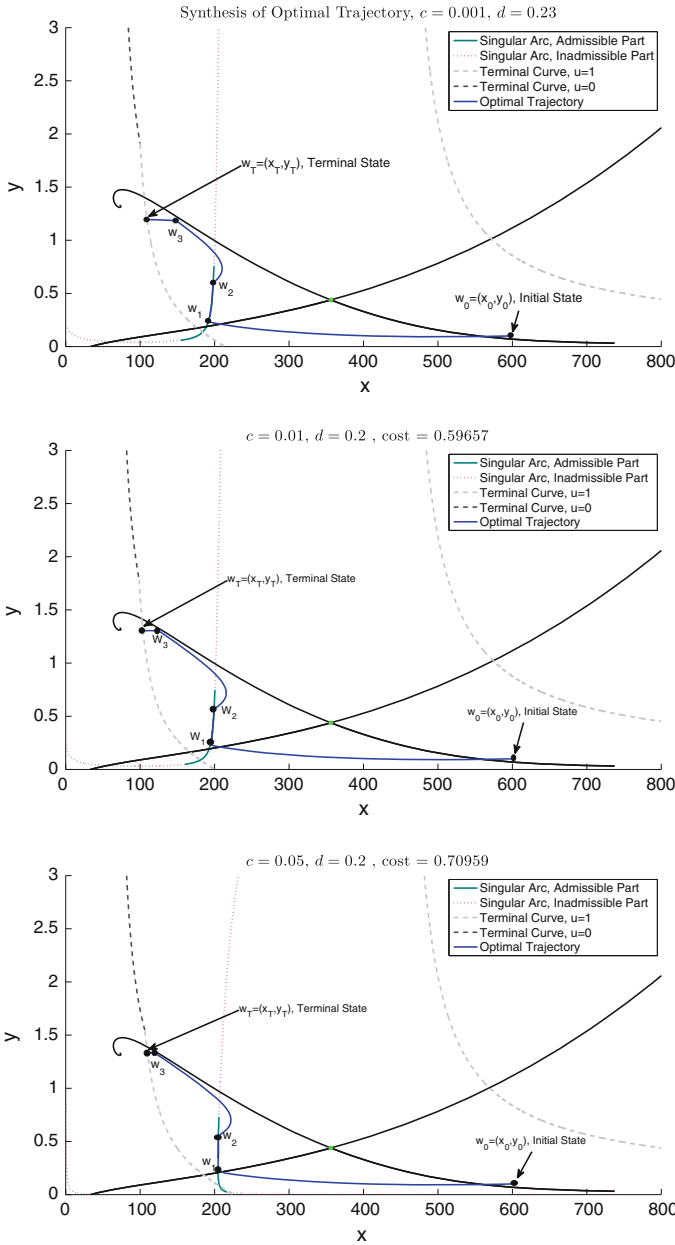 Synthesis of Optimal Trajectory, c = 0.001, d = 0.23
3
2.5
2
1.5
1
0.5
0
y
Singular Arc, Admissible Part
Singular Arc, Inadmissible Part
Terminal Curve, u=1
Terminal Curve, u=0
Optimal Trajectory
w_T=(x_T,y_T), Terminal State
w_3
w_2
w_1
w_0=(x_0,y_0), Initial State
0 100 200 300 400 500 600 700 800
x
c = 0.01, d = 0.2 , cost = 0.59657
3
2.5
2
1.5
1
0.5
0
y
Singular Arc, Admissible Part
Singular Arc, Inadmissible Part
Terminal Curve, u=1
Terminal Curve, u=0
Optimal Trajectory
w_T=(x_T,y_T), Terminal State
w_3
w_2
w_1
w_0=(x_0,y_0), Initial State
0 100 200 300 400 500 600 700 800
x
c = 0.05, d = 0.2 , cost = 0.70959
3
2.5
2
1.5
1
0.5
0
y
Singular Arc, Admissible Part
Singular Arc, Inadmissible Part
Terminal Curve, u=1
Terminal Curve, u=0
Optimal Trajectory
w_T=(x_T,y_T), Terminal State
w_3
w_2
w_1
w_0=(x_0,y_0), Initial State
0 100 200 300 400 500 600 700 800
x